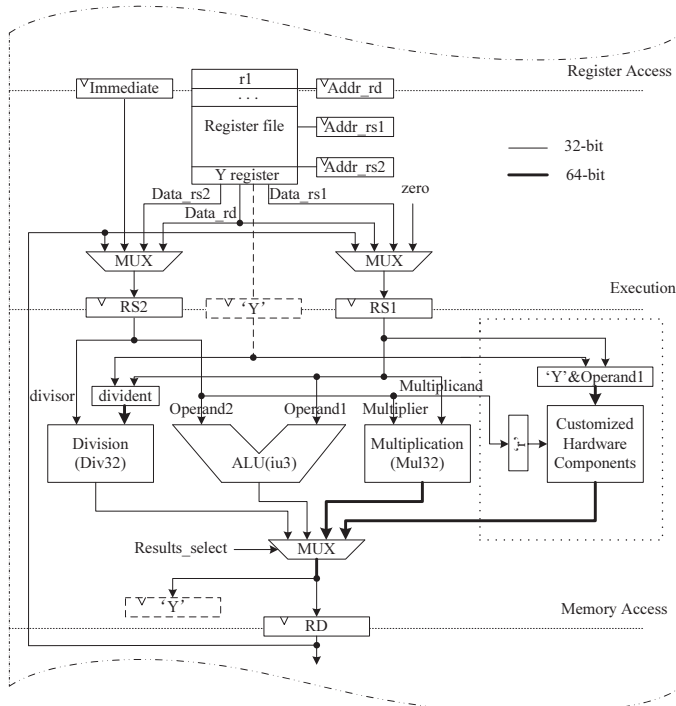 r1
Register Access
Immediate
. . .
Addr_rd
Register file
Addr_rs1
32-bit
Addr_rs2
64-bit
Y register
Data_rs2
Data_rs1
zero
Data_rd
MUX
MUX
Execution
RS2
‘Y’
RS1
‘Y’&Operand1
divisor
divident
Multiplicand
Operand2
Operand1
Multiplier
Division
(Div32)
ALU(iu3)
Multiplication
(Mul32)
Customized
Hardware
Components
Results_select
MUX
‘Y’
Memory Access
RD